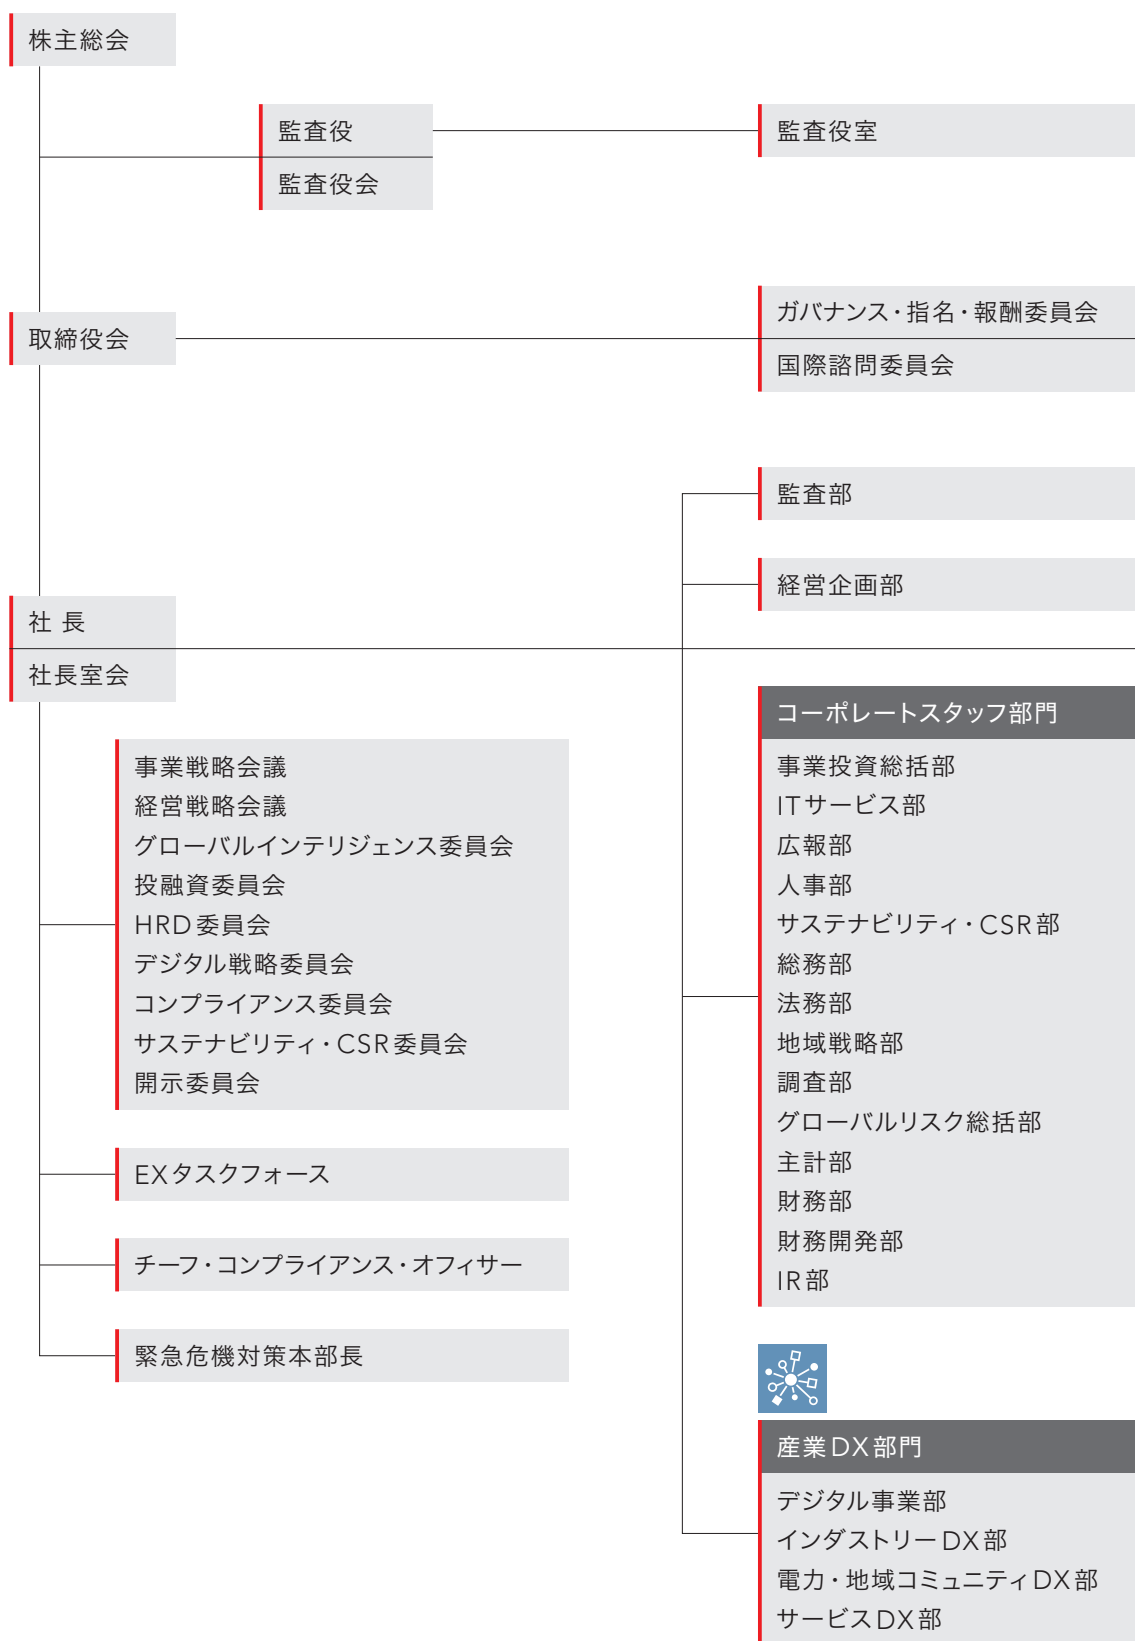 株主総会
監査役
監査役会
監査役室
取締役会
ガバナンス・指名・報酬委員会
国際諮問委員会
監査部
経営企画部
社 長
社長室会
事業戦略会議
経営戦略会議
グローバルインテリジェンス委員会
投融資委員会
HRD委員会
デジタル戦略委員会
コンプライアンス委員会
サステナビリティ・CSR委員会
開示委員会
EXタスクフォース
チーフ・コンプライアンス・オフィサー
緊急危機対策本部長
コーポレートスタッフ部門
事業投資総括部
ITサービス部
広報部
人事部
サステナビリティ・CSR部
総務部
法務部
地域戦略部
調査部
グローバルリスク総括部
主計部
財務部
財務開発部
IR部
産業DX部門
デジタル事業部
インダストリーDX部
電力・地域コミュニティDX部
サービスDX部